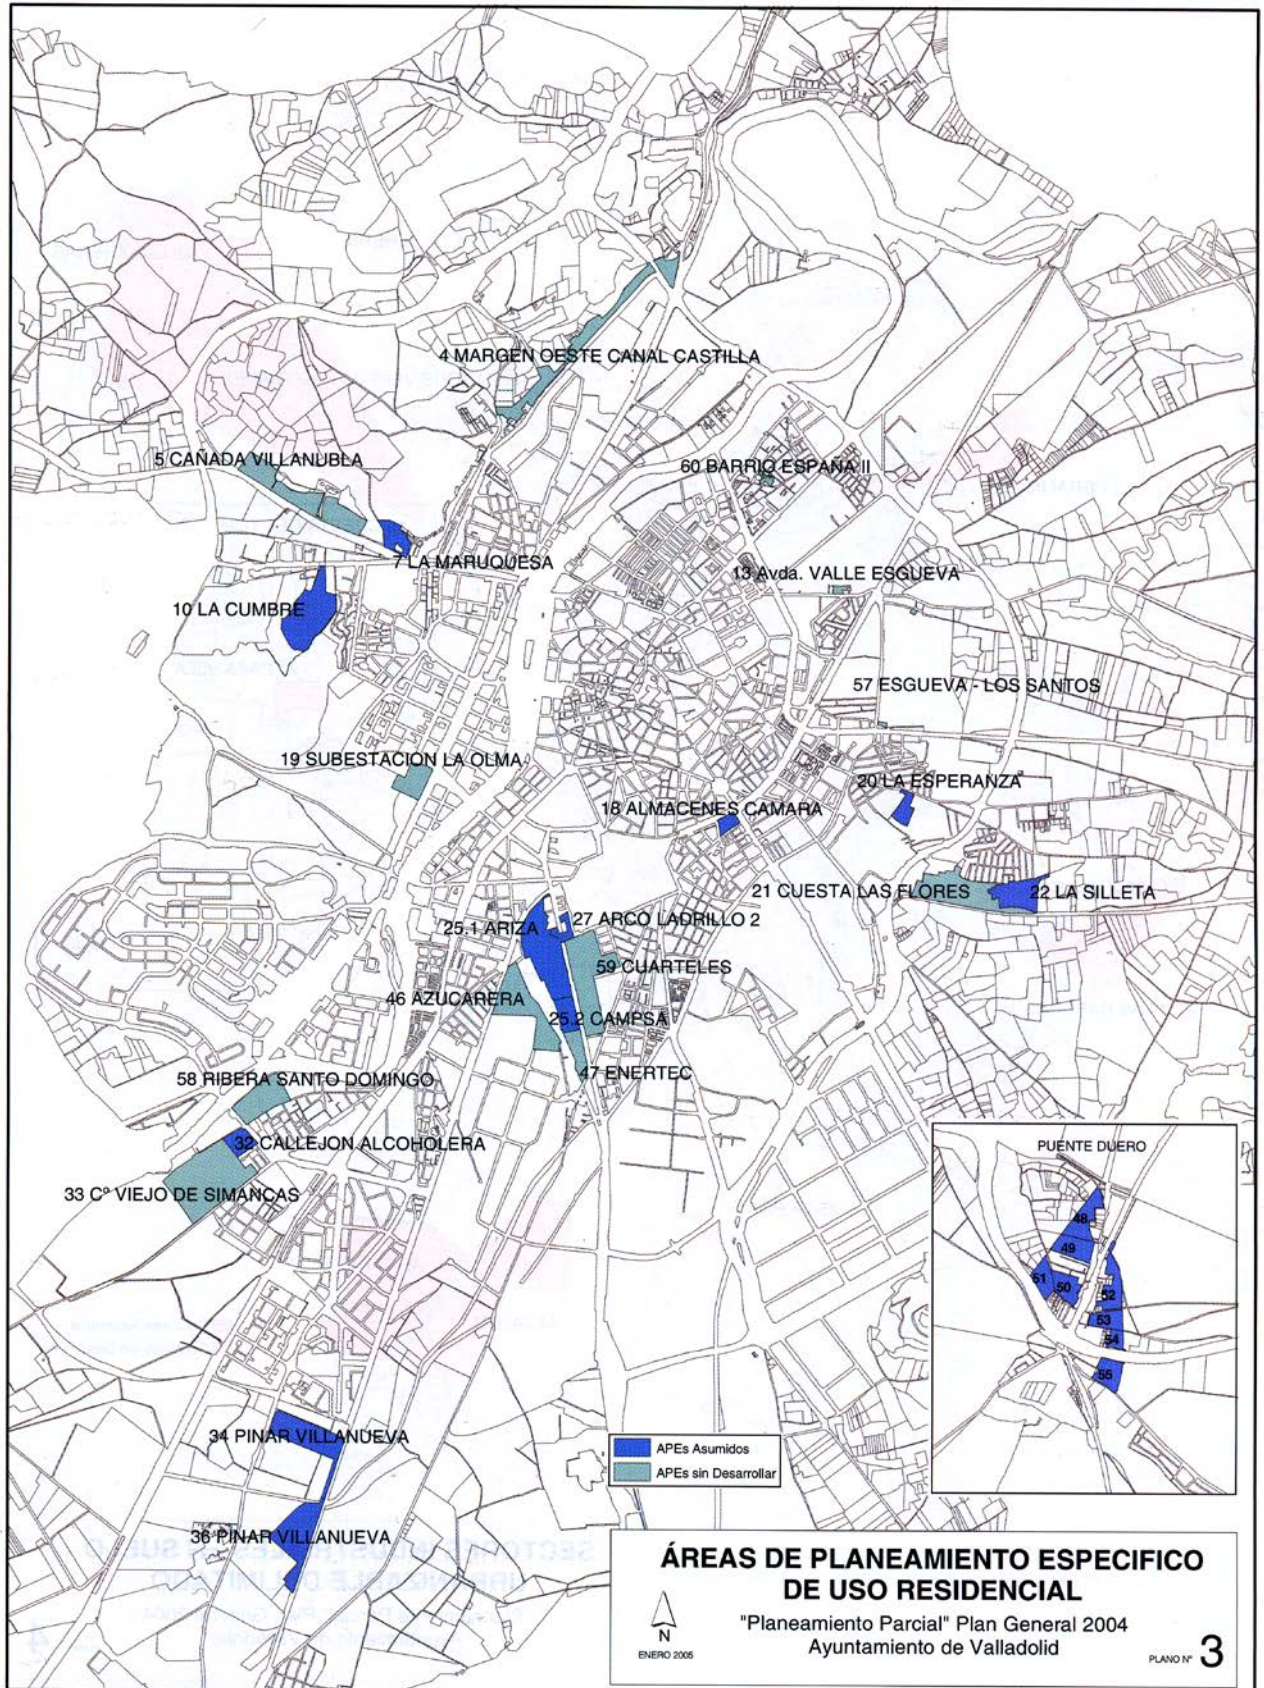 4 MARGEN OESTE CANAL CASTILLA
5 CAÑADA VILLANUBLA
60 BARRIO ESPAÑA II
7 LA MARUQUESA
13 Avda. VALLE ESGUEVA
10 LA CUMBRE
57 ESGUEVA - LOS SANTOS
19 SUBESTACION LA OLMA
20 LA ESPERANZA
18 ALMACENES CAMARA
21 CUESTA LAS FLORES
22 LA SILLETA
27 ARCO LADRILLO 2
25.1 ARIZA
59 CUARTELES
46 AZUCARERA
25.2 CAMPSA
47 ENERTEC
58 RIBERA SANTO DOMINGO
32 CALLEJON ALCOHOLERA
33 Cº VIEJO DE SIMANCAS
PUENTE DUERO
48
49
51
50
52
53
54
55
34 PINAR VILLANUEVA
36 PINAR VILLANUEVA
APEs Asumidos
APEs sin Desarrollar
ÁREAS DE PLANEAMIENTO ESPECIFICO
DE USO RESIDENCIAL
"Planeamiento Parcial" Plan General 2004
Ayuntamiento de Valladolid
N
ENERO 2005
PLANO Nº 3